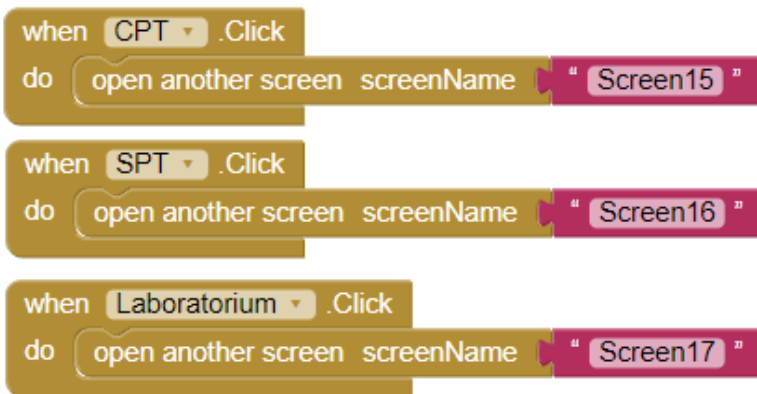 when CPT .Click
do open another screen screenName " Screen15 "
when SPT .Click
do open another screen screenName " Screen16 "
when Laboratorium .Click
do open another screen screenName " Screen17 "